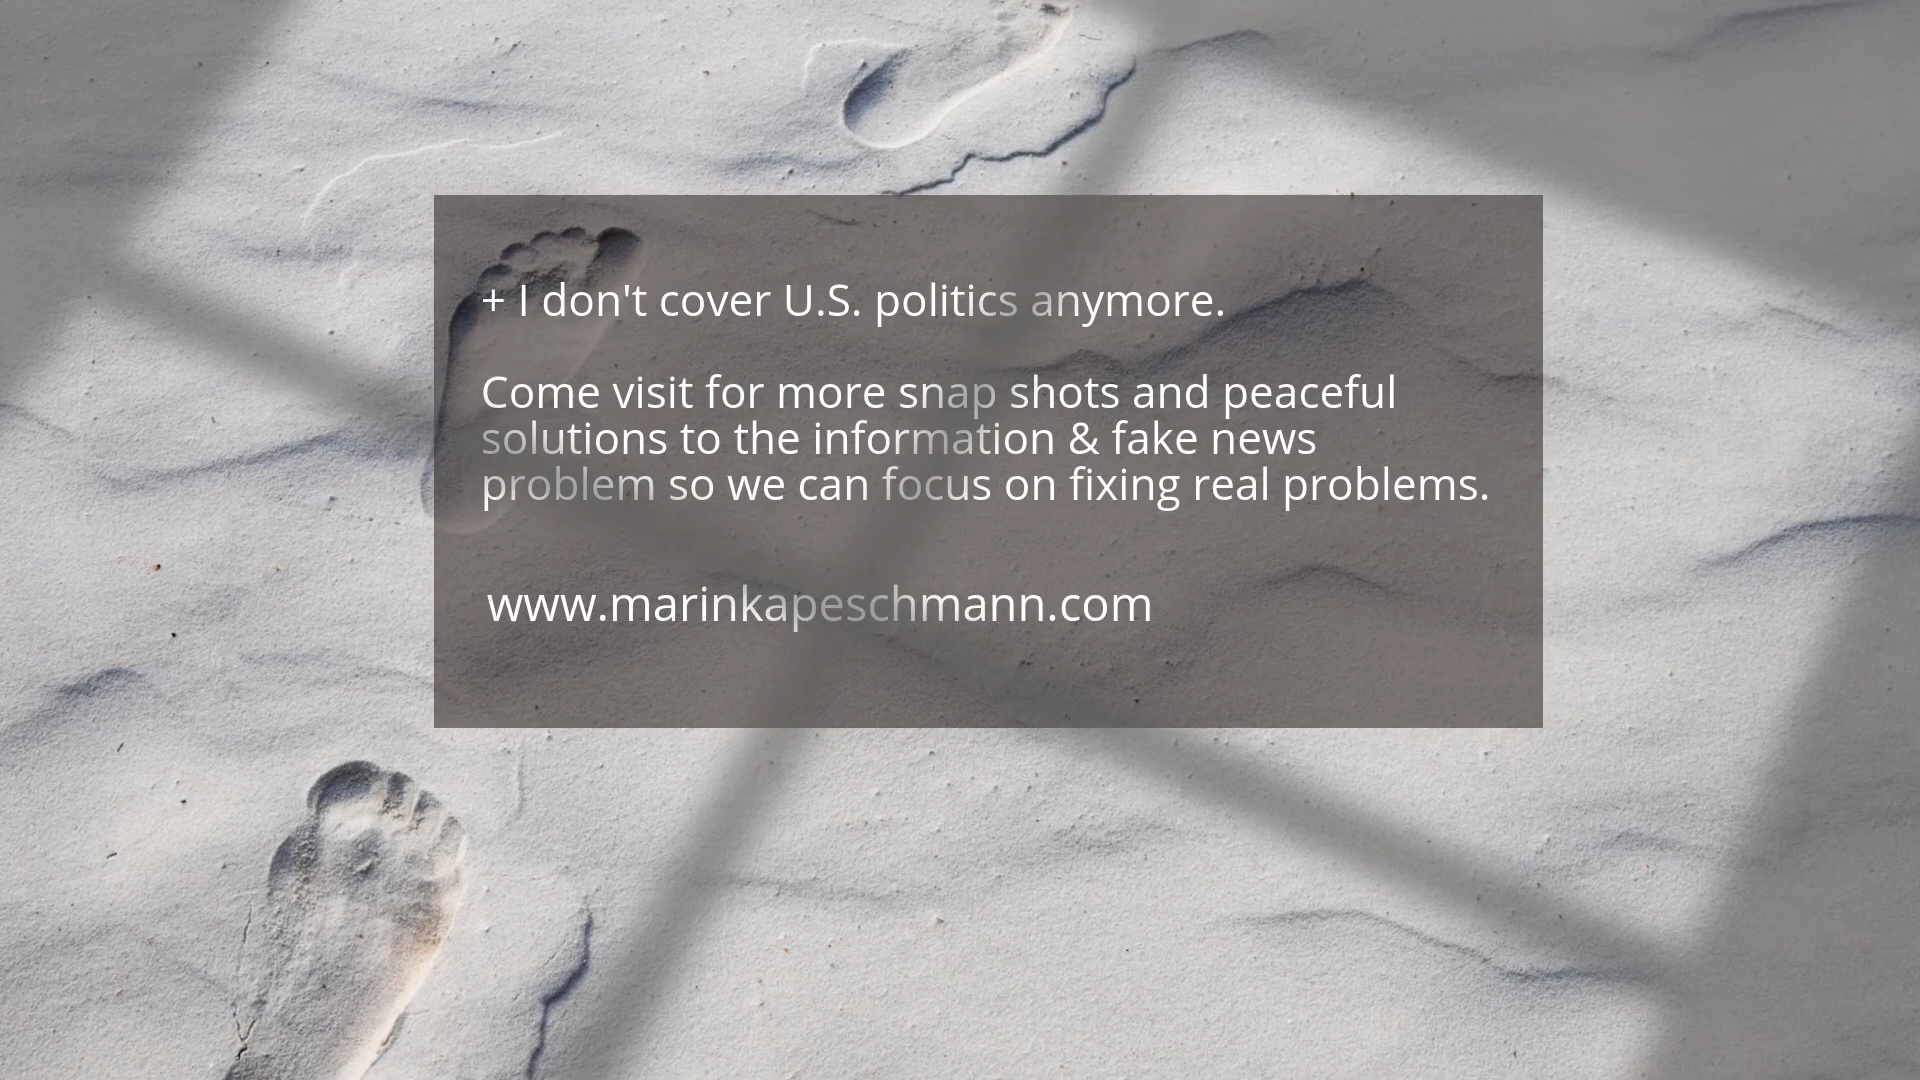 + I don't cover U.S. politics anymore.
Come visit for more snap shots and peaceful
solutions to the information & fake news
problem so we can focus on fixing real problems.
www.marinkapeschmann.com